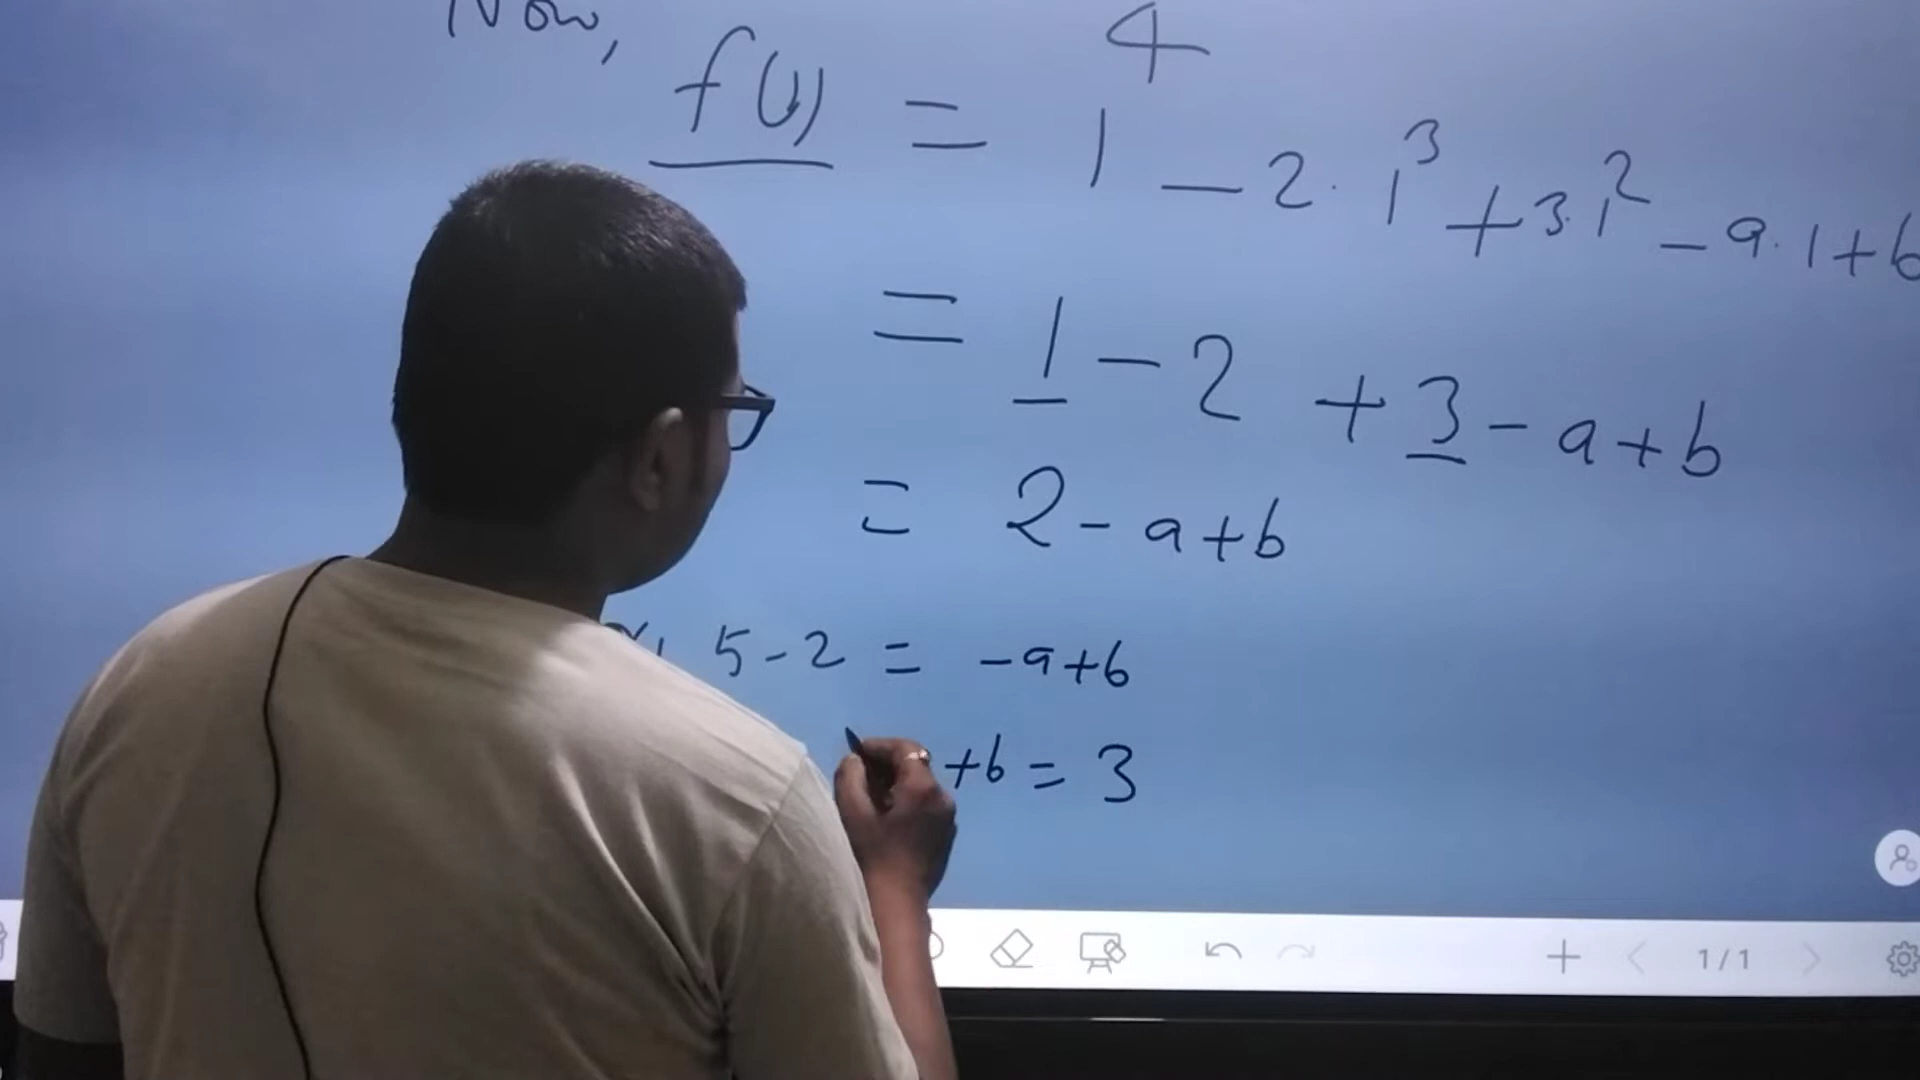 Now,
f(1) = 1⁴ - 2·1³ + 3·1² - a·1 + b
= 1 - 2 + 3 - a + b
= 2 - a + b
5 - 2 = -a + b
+ b = 3
1/1